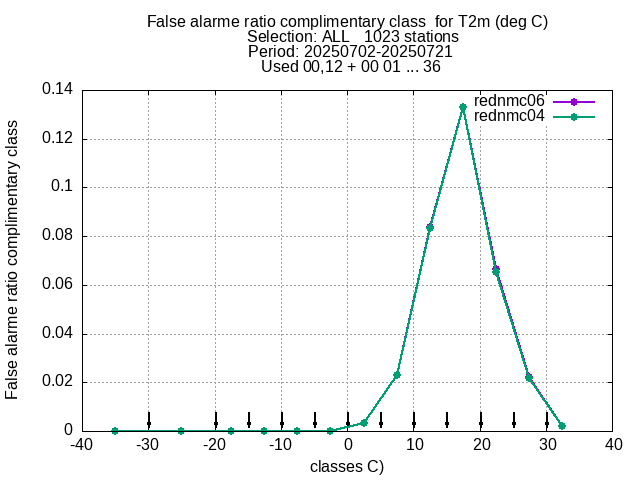 False alarme ratio complimentary class  for T2m (deg C)
Selection: ALL   1023 stations
Period: 20250702-20250721
Used 00,12 + 00 01 ... 36
rednmc06
rednmc04
False alarme ratio complimentary class
0.14
0.12
0.1
0.08
0.06
0.04
0.02
0
-40 -30 -20 -10 0 10 20 30 40
classes C)